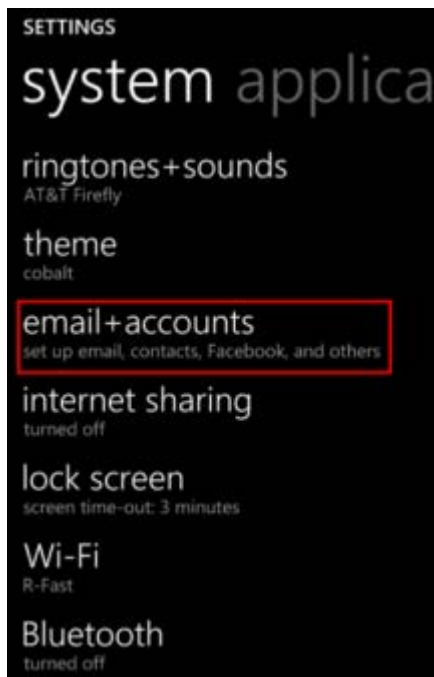 SETTINGS
system applica
ringtones+sounds
AT&T Firefly
theme
cobalt
email+accounts
set up email, contacts, Facebook, and others
internet sharing
turned off
lock screen
screen time-out: 3 minutes
Wi-Fi
R-Fast
Bluetooth
turned off